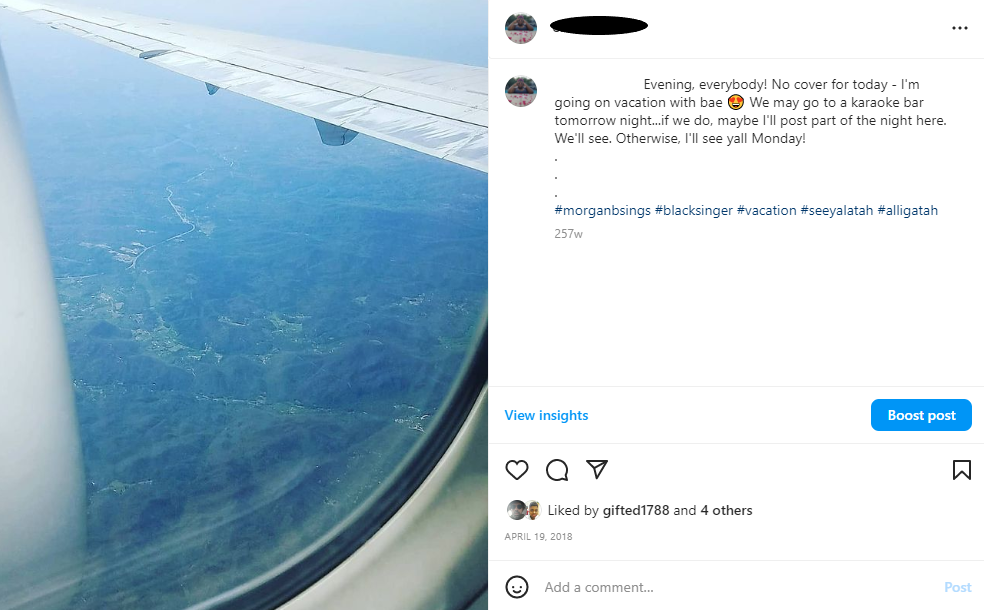 Evening, everybody! No cover for today - I'm
going on vacation with bae 🤩 We may go to a karaoke bar
tomorrow night...if we do, maybe I'll post part of the night here.
We'll see. Otherwise, I'll see yall Monday!
.
.
.
#morganbsings #blacksinger #vacation #seeyalatah #alligatah
257w
View insights
Boost post
Liked by gifted1788 and 4 others
APRIL 19, 2018
Add a comment...
Post